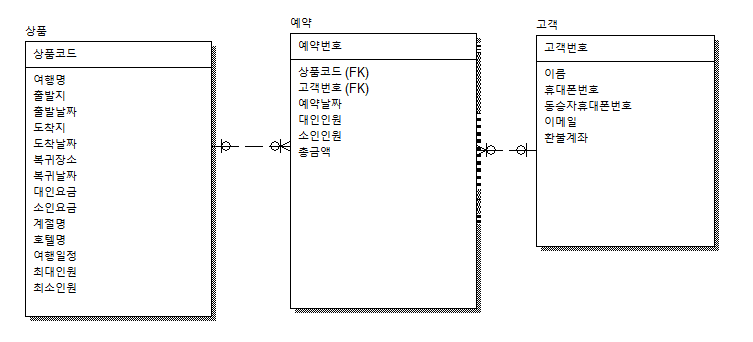 상품
상품코드
여행명
출발지
출발날짜
도착지
도착날짜
복귀장소
복귀날짜
대인요금
소인요금
계절명
호텔명
여행일정
최대인원
최소인원
예약
예약번호
상품코드 (FK)
고객번호 (FK)
예약날짜
대인인원
소인인원
총금액
고객
고객번호
이름
휴대폰번호
동승자휴대폰번호
이메일
환불계좌